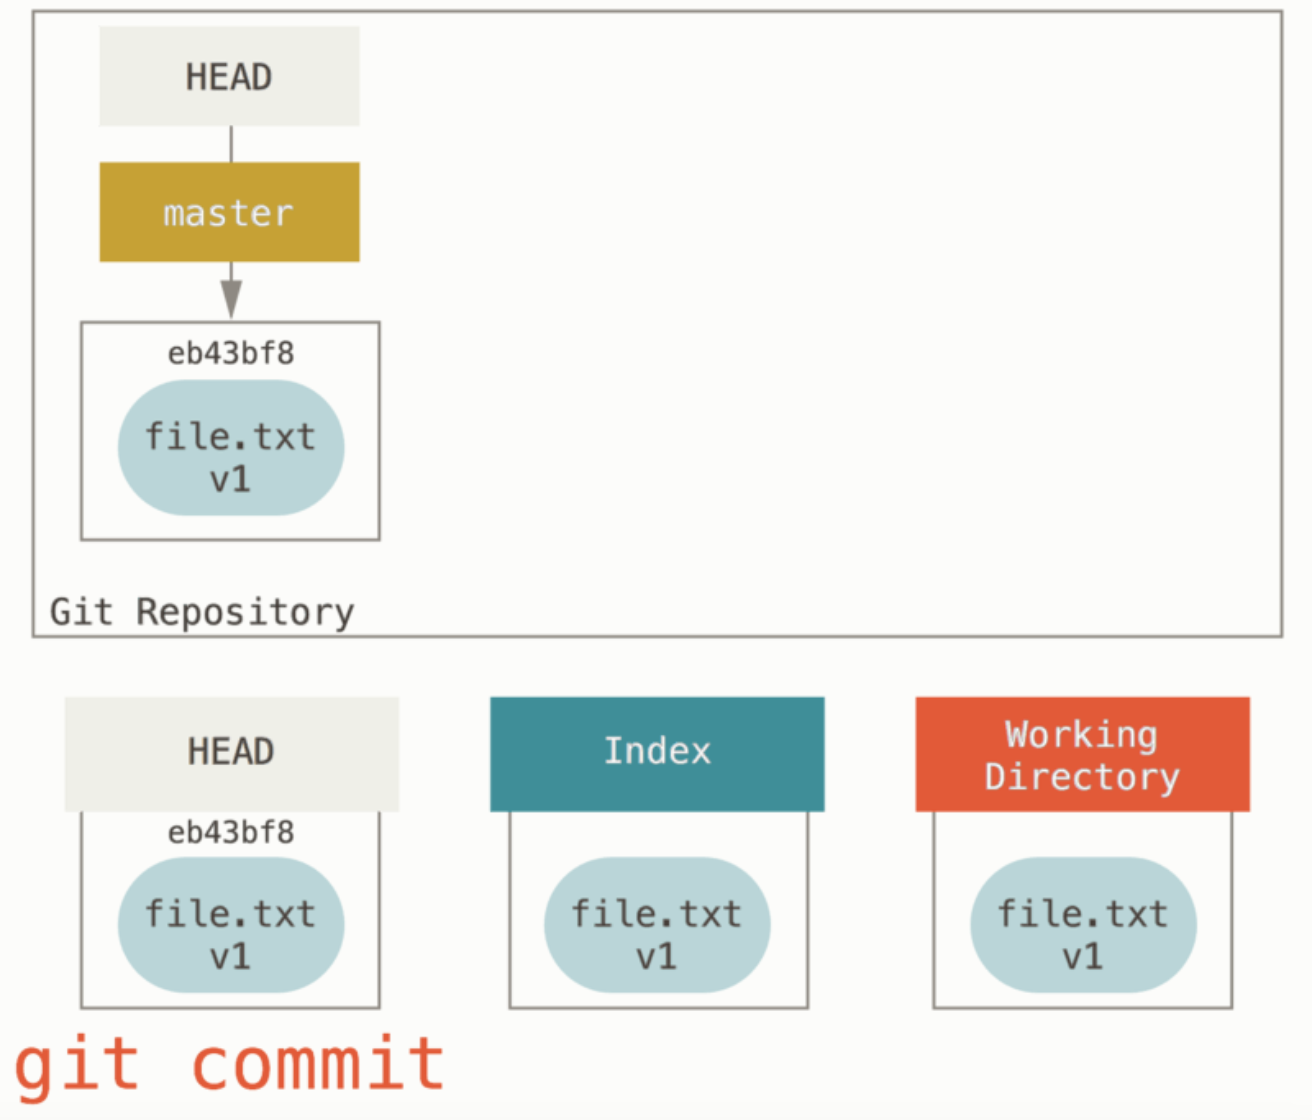 HEAD
master
eb43bf8
file.txt
v1
Git Repository
HEAD
Index
Working
Directory
eb43bf8
file.txt
v1
file.txt
v1
file.txt
v1
git commit